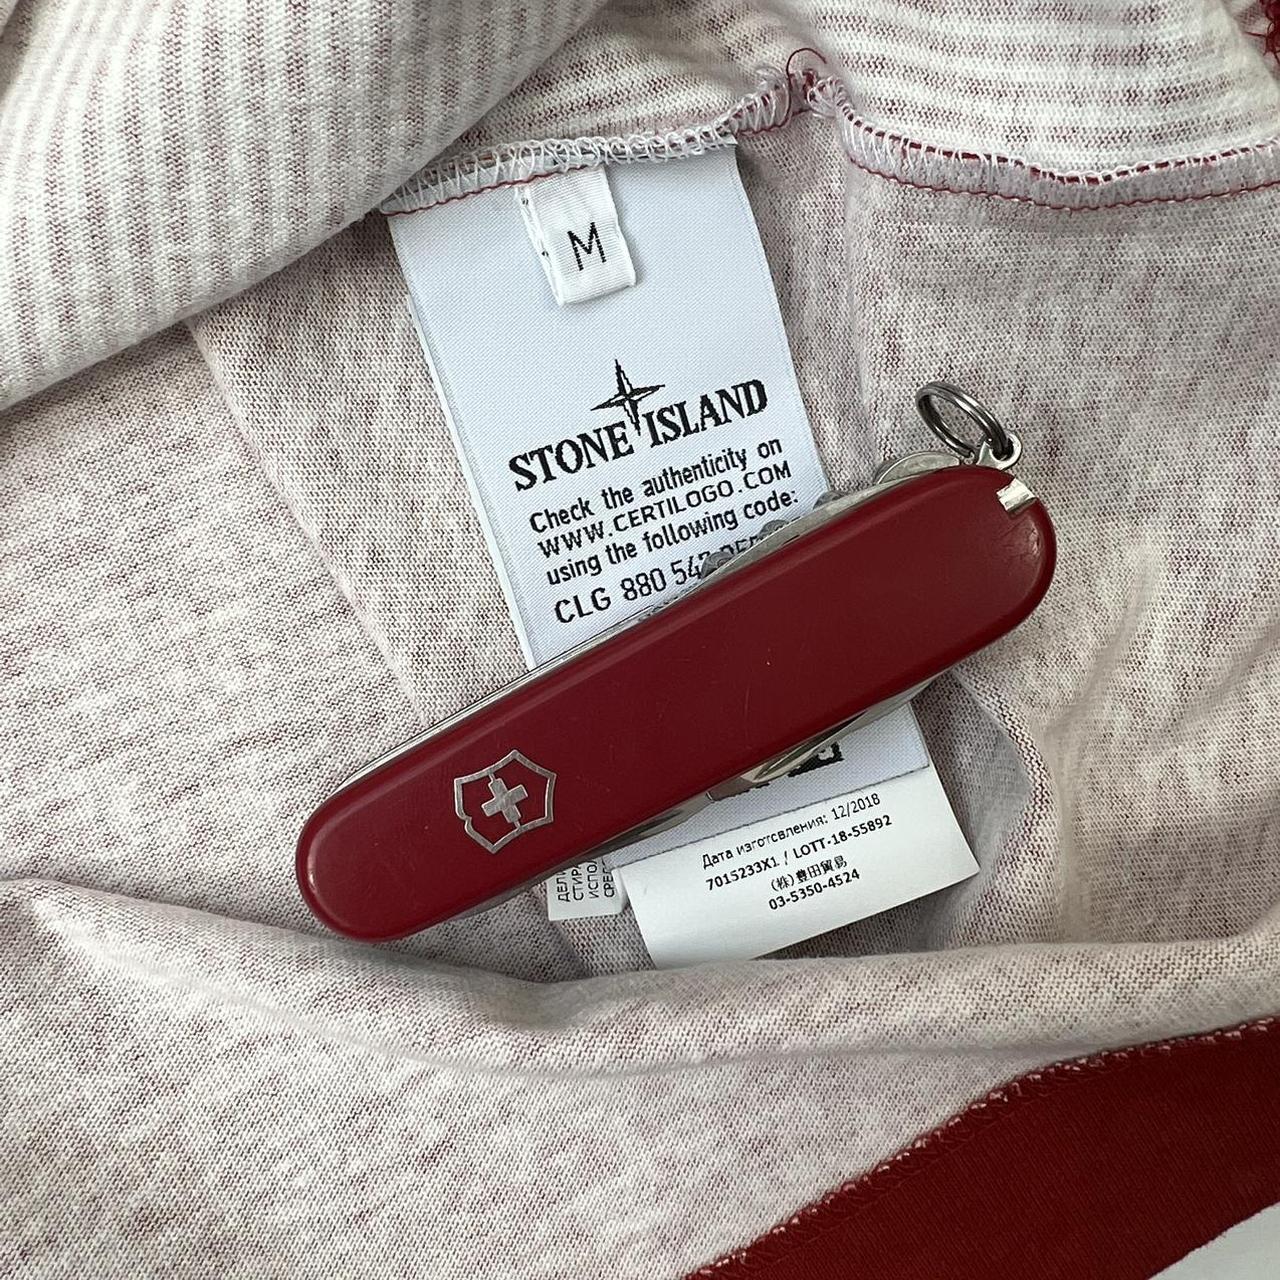 M
STONE ISLAND
Check the authenticity on
WWW.CERTILOGO.COM
using the following code:
CLG 880
Дата изготовления: 12/2018
7015233X1 / LOTT-18-55892
(株)豊田貿易
03-5350-4524